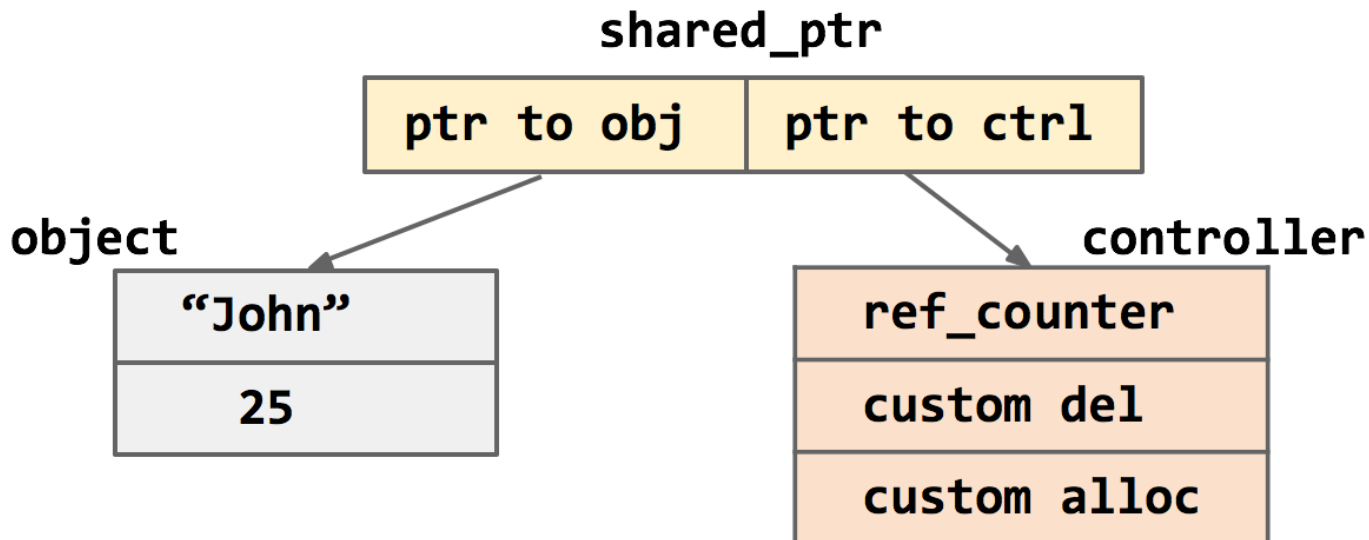 shared_ptr
ptr to obj
ptr to ctrl
object
controller
“John”
25
ref_counter
custom del
custom alloc